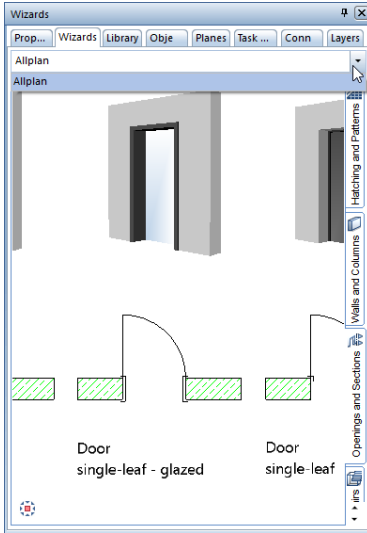 Wizards
Prop... Wizards Library Obje Planes Task ... Conn Layers
Allplan
Allplan
Hatching and Patterns
Walls and Columns
Openings and Sections
Door
single-leaf - glazed
Door
single-leaf